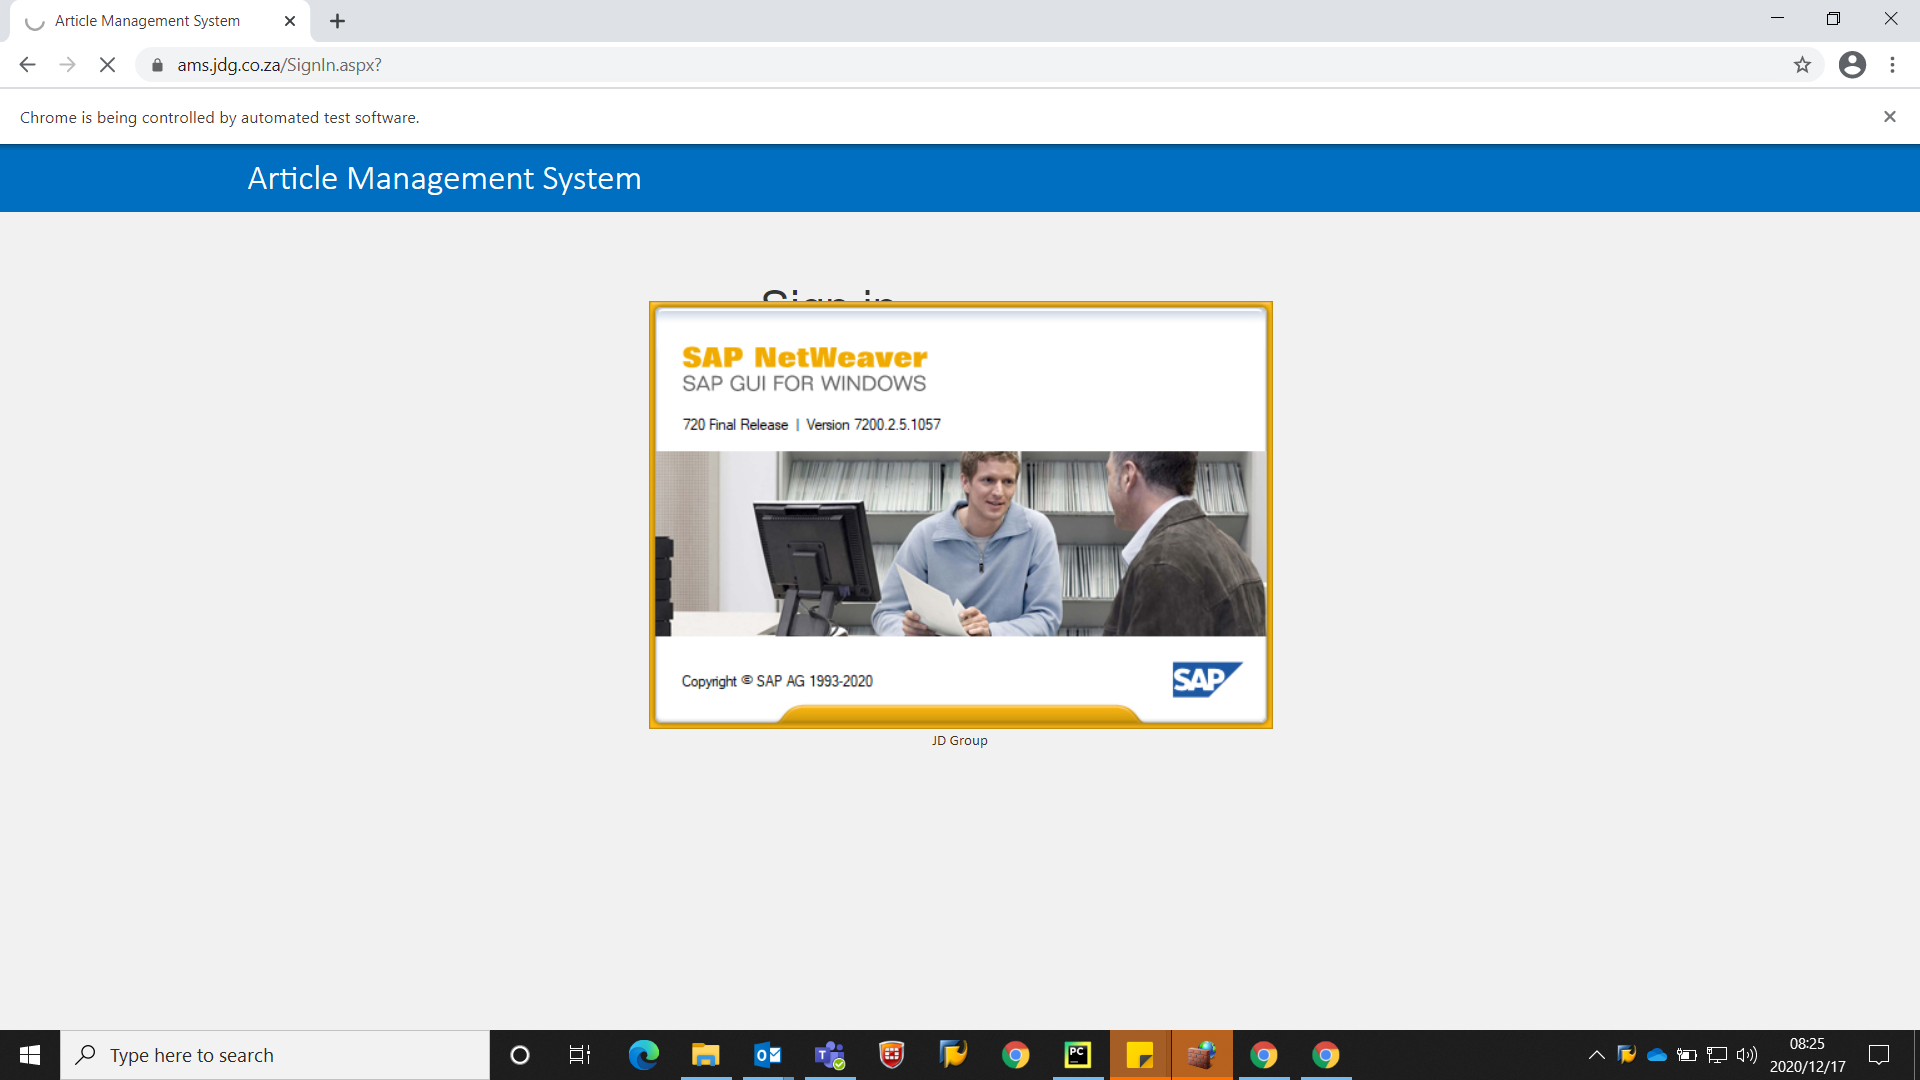 Article Management System
ams.jdg.co.za/SignIn.aspx?
Chrome is being controlled by automated test software.
Article Management System
Sign in
SAP NetWeaver
SAP GUI FOR WINDOWS
720 Final Release | Version 7200.2.5.1057
Copyright © SAP AG 1993-2020
SAP
JD Group
Type here to search
PC
08:25
2020/12/17